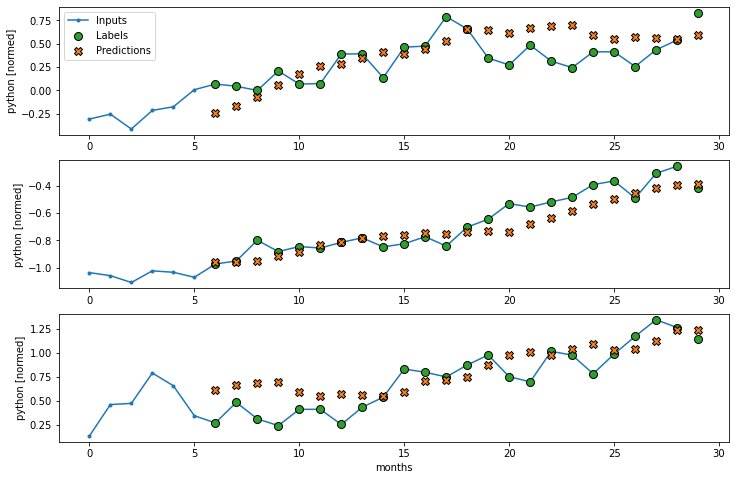 Inputs
Labels
Predictions
python [normed]
0.75
0.50
0.25
0.00
−0.25
0 5 10 15 20 25 30
python [normed]
−0.4
−0.6
−0.8
−1.0
0 5 10 15 20 25 30
python [normed]
1.25
1.00
0.75
0.50
0.25
0 5 10 15 20 25 30
months